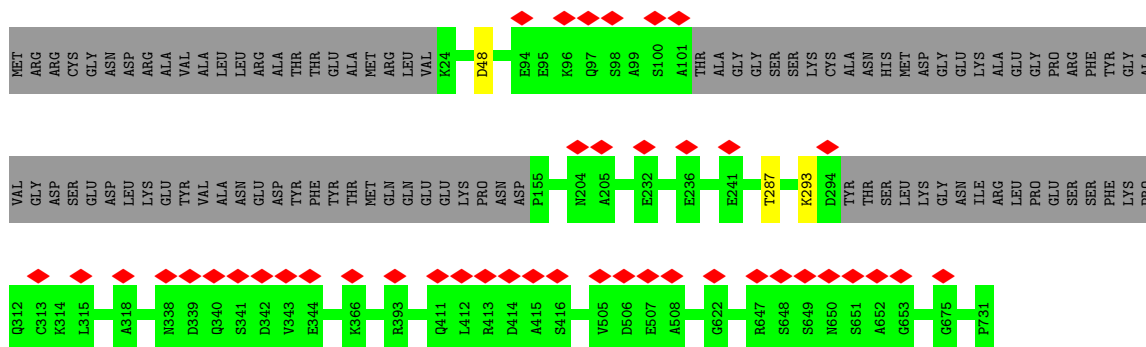 MET ARG ARG CYS GLY ASN ASP ARG ALA VAL ALA LEU LEU ARG ALA THR THR GLU ALA MET ARG LEU VAL K24 D48 E94 E95 K96 Q97 S98 A99 S100 A101 THR ALA GLY GLY SER SER LYS CYS ALA ASN HIS MET ASP GLY GLU LYS ALA GLU GLY PRO ARG PHE TYR GLY ALA
VAL GLY ASP SER GLU ASP LEU LYS GLU TYR VAL ALA ASN GLU ASP TYR PHE TYR THR MET GLN GLN GLU GLU LYS PRO ASN ASP P155 N204 A205 E232 E236 E241 T287 K293 D294 TYR THR SER LEU LYS GLY ASN ILE ARG LEU PRO GLU SER SER PHE LYS PRO
Q312 C313 K314 L315 A318 N338 D339 Q340 S341 D342 V343 E344 K366 R393 Q411 L412 R413 D414 A415 S416 V505 D506 E507 A508 G622 R647 S648 S649 N650 S651 A652 G653 G675 P731